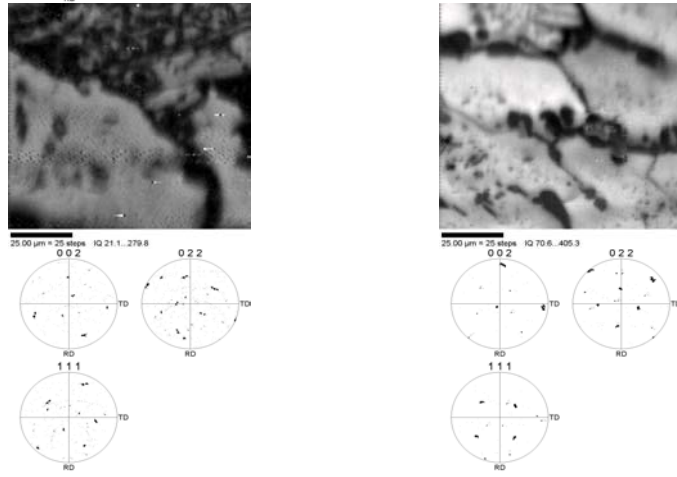 25.00 µm = 25 steps IQ 21.1...279.8
0 0 2
0 2 2
TD
TD
RD
RD
1 1 1
TD
RD
25.00 µm = 25 steps IQ 70.6...405.3
0 0 2
0 2 2
TD
RD
RD
1 1 1
TD
RD